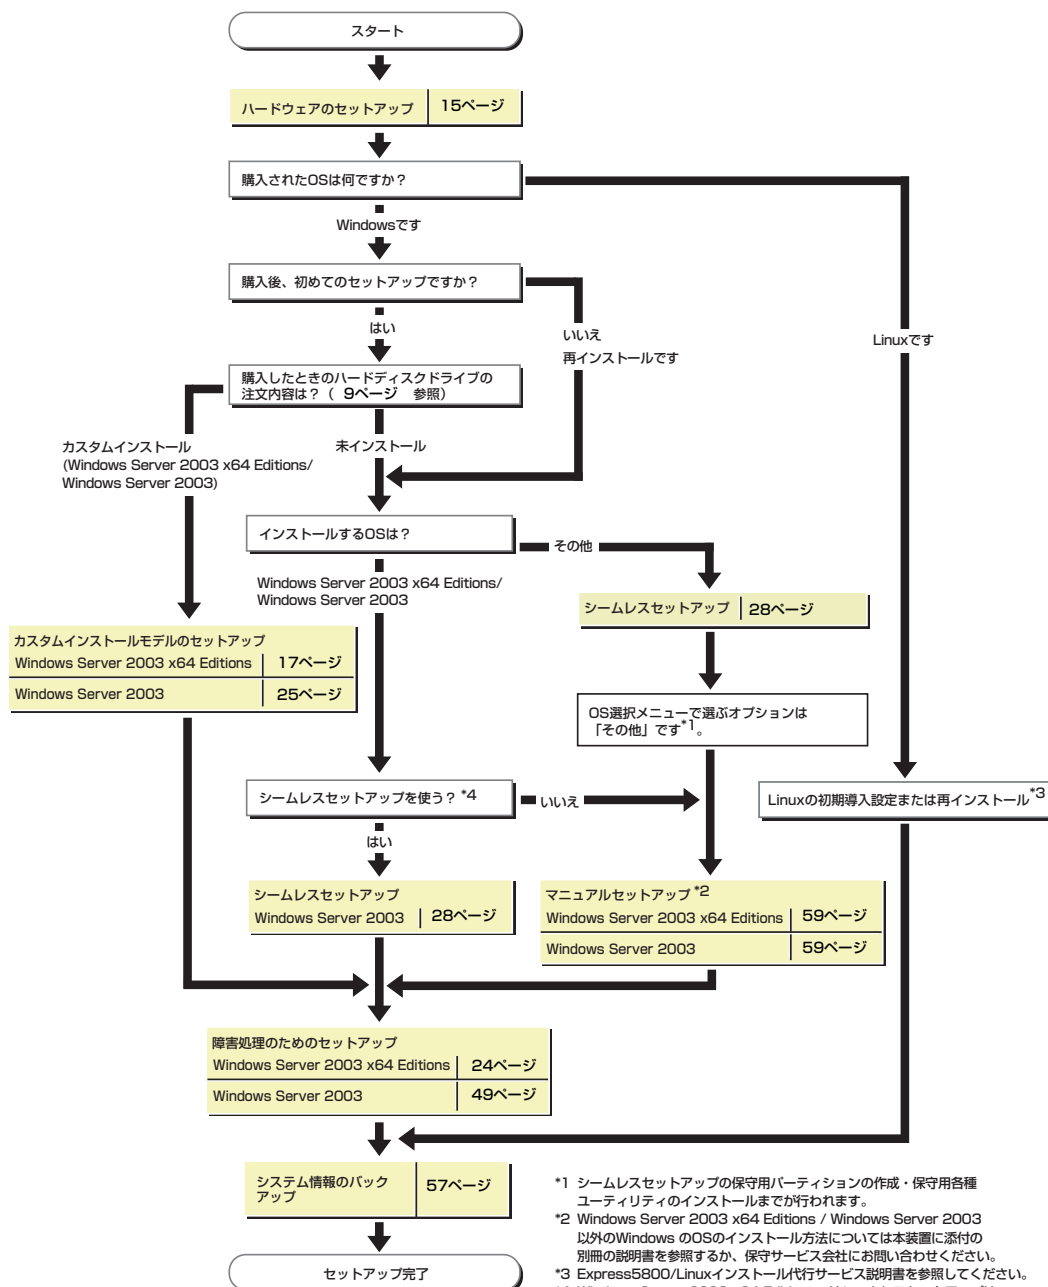 スタート
ハードウェアのセットアップ 15ページ
購入されたOSは何ですか？
Windowsです
購入後、初めてのセットアップですか？
はい
いいえ
再インストールです
Linuxです
購入したときのハードディスクドライブの
注文内容は？（ 9ページ 参照）
カスタムインストール
(Windows Server 2003 x64 Editions/
Windows Server 2003)
未インストール
インストールするOSは？
その他
Windows Server 2003 x64 Editions/
Windows Server 2003
シームレスセットアップ 28ページ
カスタムインストールモデルのセットアップ
Windows Server 2003 x64 Editions 17ページ
Windows Server 2003 25ページ
OS選択メニューで選ぶオプションは
「その他」です*1。
シームレスセットアップを使う？ *4
いいえ
Linuxの初期導入設定または再インストール*3
はい
シームレスセットアップ
Windows Server 2003 28ページ
マニュアルセットアップ *2
Windows Server 2003 x64 Editions 59ページ
Windows Server 2003 59ページ
障害処理のためのセットアップ
Windows Server 2003 x64 Editions 24ページ
Windows Server 2003 49ページ
システム情報のバック
アップ
57ページ
セットアップ完了
*1 シームレスセットアップの保守用パーティションの作成・保守用各種
ユーティリティのインストールまでが行われます。
*2 Windows Server 2003 x64 Editions / Windows Server 2003
以外のWindows のOSのインストール方法については本装置に添付の
別冊の説明書を参照するか、保守サービス会社にお問い合わせください。
*3 Express5800/Linuxインストール代行サービス説明書を参照してください。